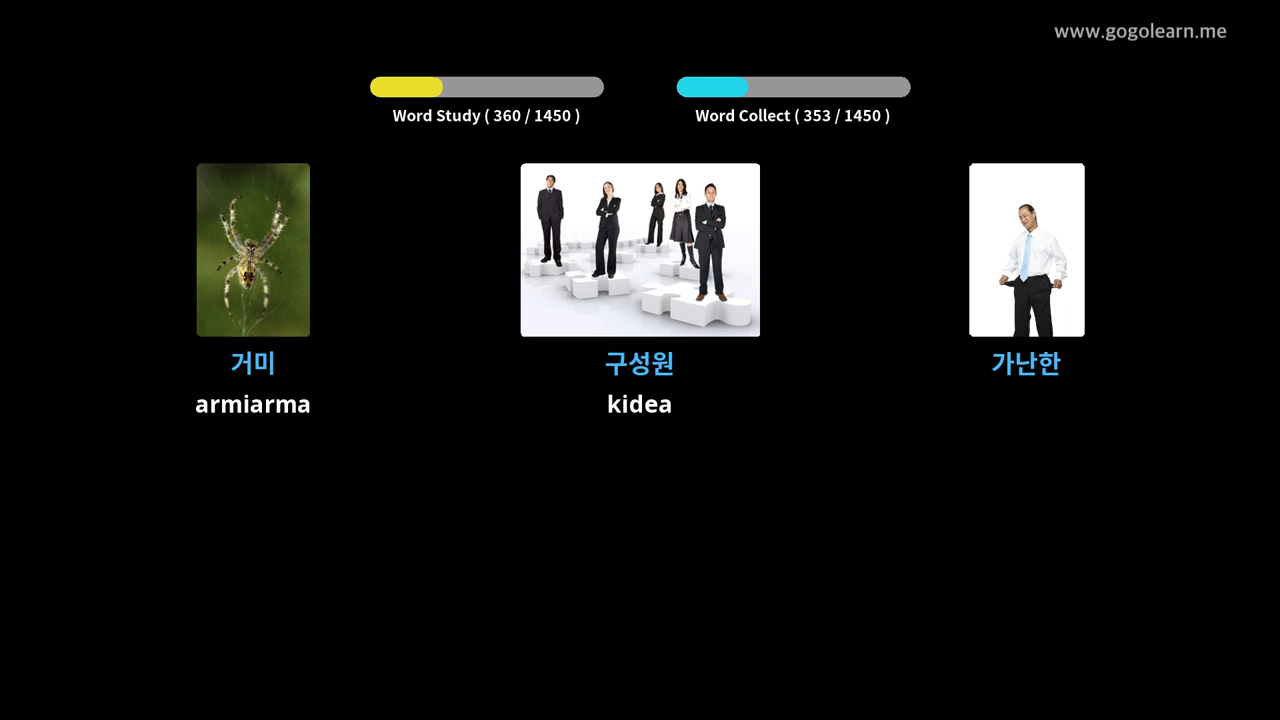 www.gogolearn.me
Word Study ( 360 / 1450 )
Word Collect ( 353 / 1450 )
거미
구성원
가난한
armiarma
kidea